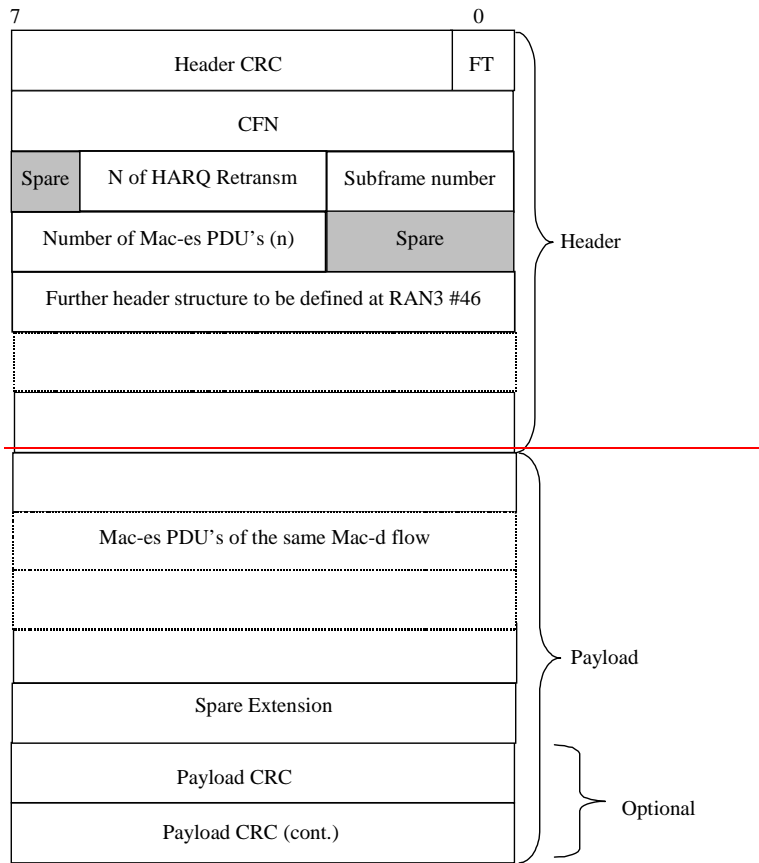 7 0
Header CRC FT
CFN
Spare N of HARQ Retransm Subframe number
Number of Mac-es PDU's (n) Spare
Header
Further header structure to be defined at RAN3 #46
Mac-es PDU's of the same Mac-d flow
Payload
Spare Extension
Payload CRC
Optional
Payload CRC (cont.)